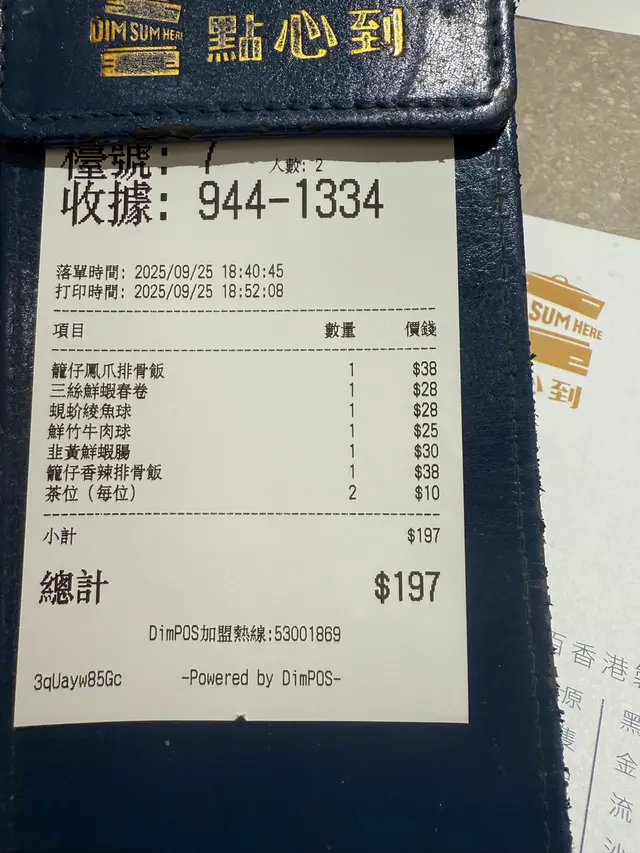 DIM SUM HERE 點心到
檯號: 7 人數: 2
收據: 944-1334
落單時間: 2025/09/25 18:40:45
打印時間: 2025/09/25 18:52:08
項目 數量 價錢
籠仔鳳爪排骨飯 1 $38
三絲鮮蝦春卷 1 $28
蜆蚧綾魚球 1 $28
鮮竹牛肉球 1 $25
韭黃鮮蝦腸 1 $30
籠仔香辣排骨飯 1 $38
茶位（每位） 2 $10
小計 $197
總計 $197
DimPOS加盟熱線:53001869
3qUayw85Gc -Powered by DimPOS-
SUM HERE
心到
香港
原
隻
黑
金
流
沙